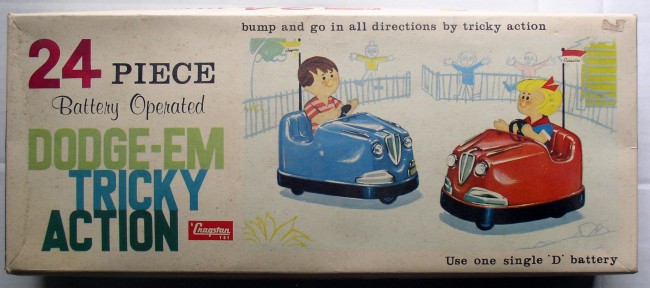 bump and go in all directions by tricky action
24 PIECE
Battery Operated
DODGE-EM
TRICKY
ACTION
Cragstan
TOY
Use one single 'D' battery